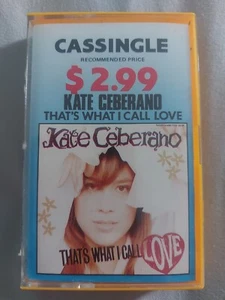 CASSINGLE
RECOMMENDED PRICE
$2.99
KATE CEBERANO
THAT'S WHAT I CALL LOVE
Kate Ceberano
THAT'S WHAT I CALL LOVE